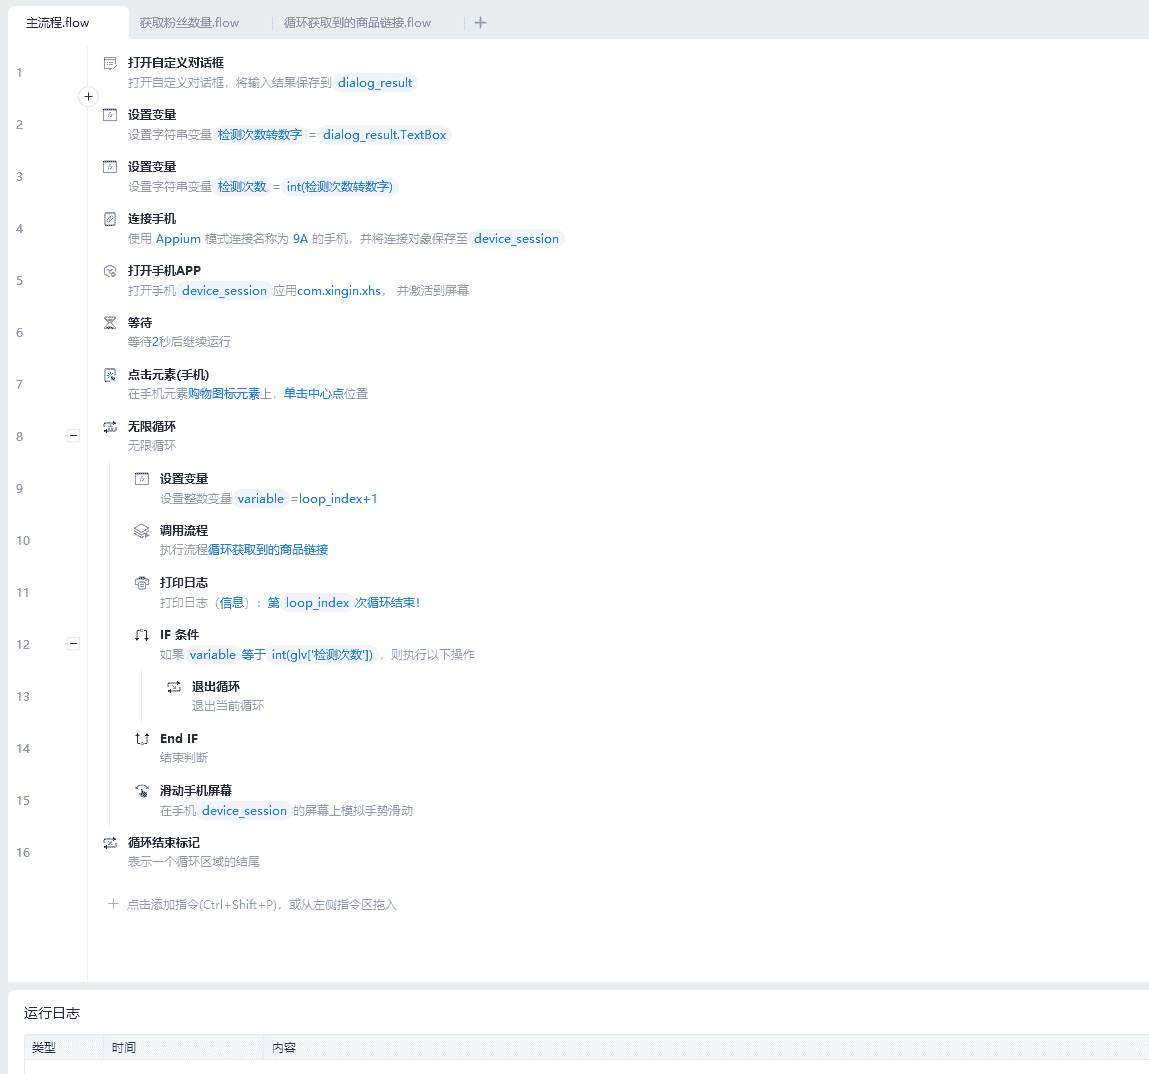 主流程.flow 获取粉丝数量.flow 循环获取到的商品链接.flow
1 打开自定义对话框
打开自定义对话框，将输入结果保存到 dialog_result
2 设置变量
设置字符串变量 检测次数转数字 = dialog_result.TextBox
3 设置变量
设置字符串变量 检测次数 = int(检测次数转数字)
4 连接手机
使用 Appium 模式连接名称为 9A 的手机，并将连接对象保存至 device_session
5 打开手机APP
打开手机 device_session 应用com.xingin.xhs， 并激活到屏幕
6 等待
等待2秒后继续运行
7 点击元素(手机)
在手机元素购物图标元素上，单击中心点位置
8 无限循环
无限循环
9 设置变量
设置整数变量 variable =loop_index+1
10 调用流程
执行流程循环获取到的商品链接
11 打印日志
打印日志（信息）：第 loop_index 次循环结束!
12 IF 条件
如果 variable 等于 int(glv['检测次数']) ，则执行以下操作
13 退出循环
退出当前循环
14 End IF
结束判断
15 滑动手机屏幕
在手机 device_session 的屏幕上模拟手势滑动
16 循环结束标记
表示一个循环区域的结尾
点击添加指令(Ctrl+Shift+P)，或从左侧指令区拖入
运行日志
类型 时间 内容